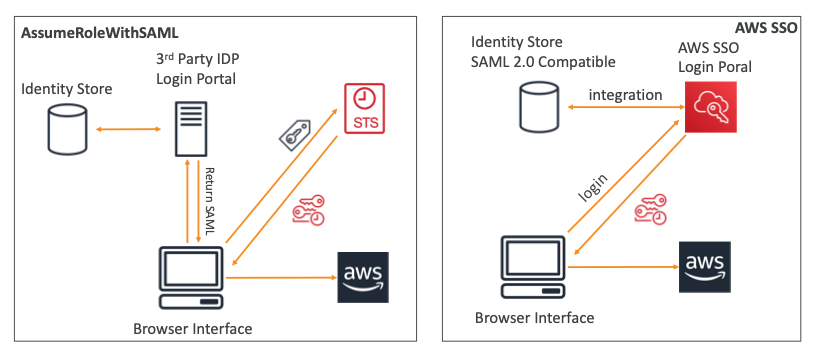 AssumeRoleWithSAML
3rd Party IDP
Login Portal
Identity Store
STS
Return SAML
aws
Browser Interface
AWS SSO
Identity Store
SAML 2.0 Compatible
AWS SSO
Login Poral
integration
login
aws
Browser Interface